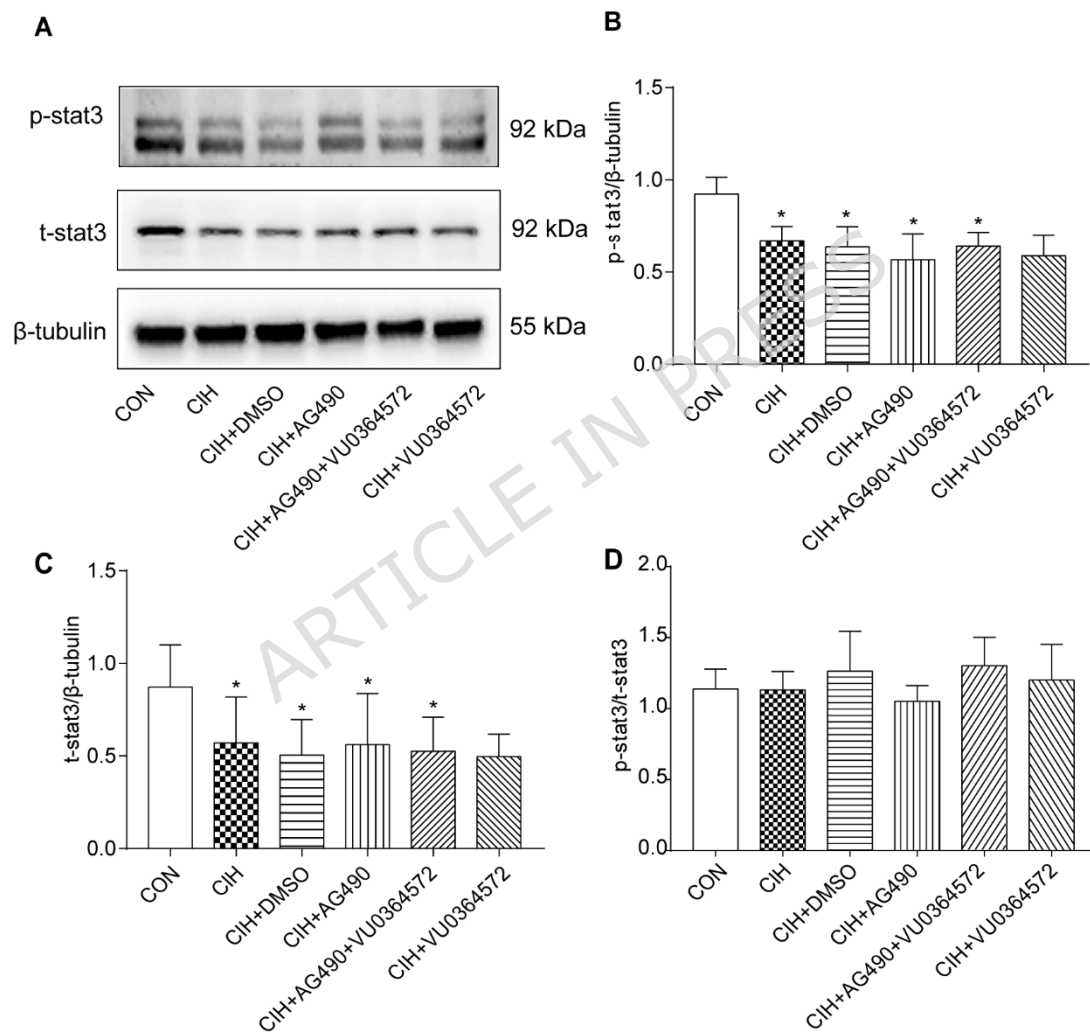 A
p-stat3
92 kDa
t-stat3
92 kDa
β-tubulin
55 kDa
CON
CIH
CIH+DMSO
CIH+AG490
CIH+AG490+VU0364572
CIH+VU0364572
B
p-s tat3/β-tubulin
1.5
1.0
0.5
0.0
*
*
*
*
CON
CIH
CIH+DMSO
CIH+AG490
CIH+AG490+VU0364572
CIH+VU0364572
ARTICLE IN PRESS
C
t-stat3/β-tubulin
1.5
1.0
0.5
0.0
*
*
*
*
CON
CIH
CIH+DMSO
CIH+AG490
CIH+AG490+VU0364572
CIH+VU0364572
D
p-stat3/t-stat3
2.0
1.5
1.0
0.5
0.0
CON
CIH
CIH+DMSO
CIH+AG490
CIH+AG490+VU0364572
CIH+VU0364572